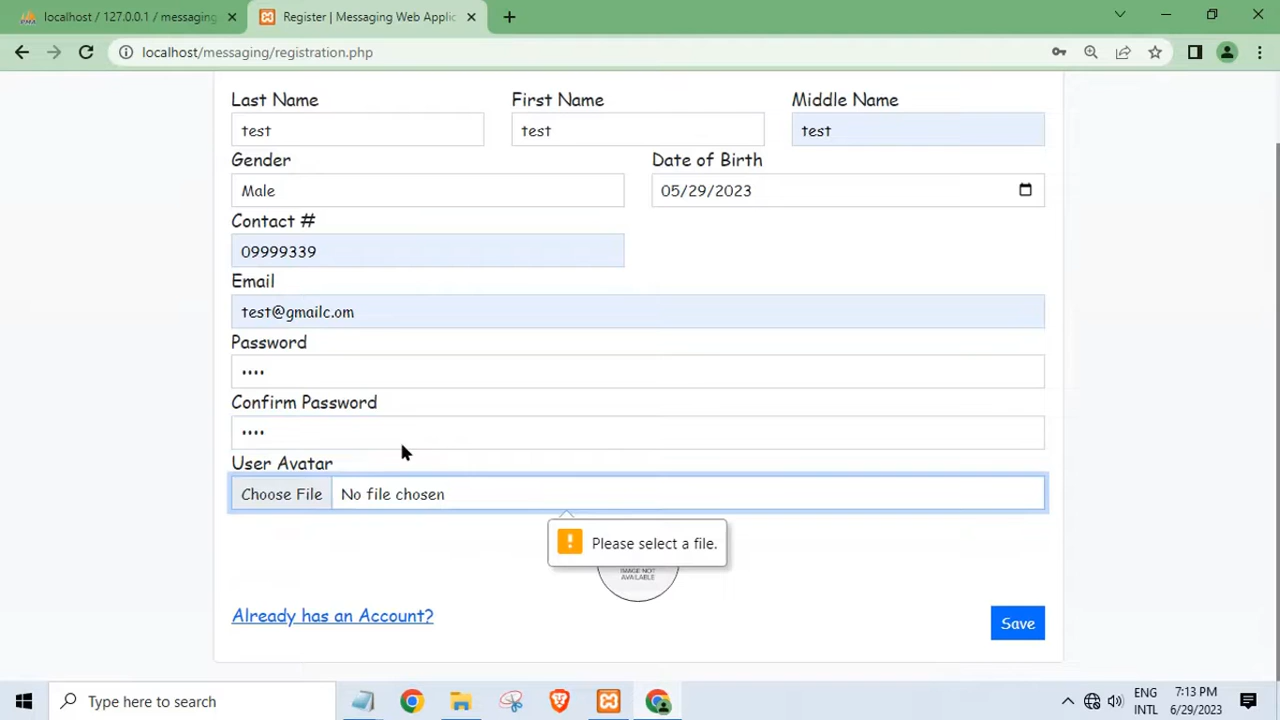 localhost / 127.0.0.1 / messaging
Register | Messaging Web Applic
localhost/messaging/registration.php
Last Name
First Name
Middle Name
test
test
test
Gender
Date of Birth
Male
05/29/2023
Contact #
09999339
Email
test@gmailc.om
Password
••••
Confirm Password
••••
User Avatar
Choose File
No file chosen
Please select a file.
IMAGE NOT
AVAILABLE
Already has an Account?
Save
Type here to search
ENG
INTL
7:13 PM
6/29/2023